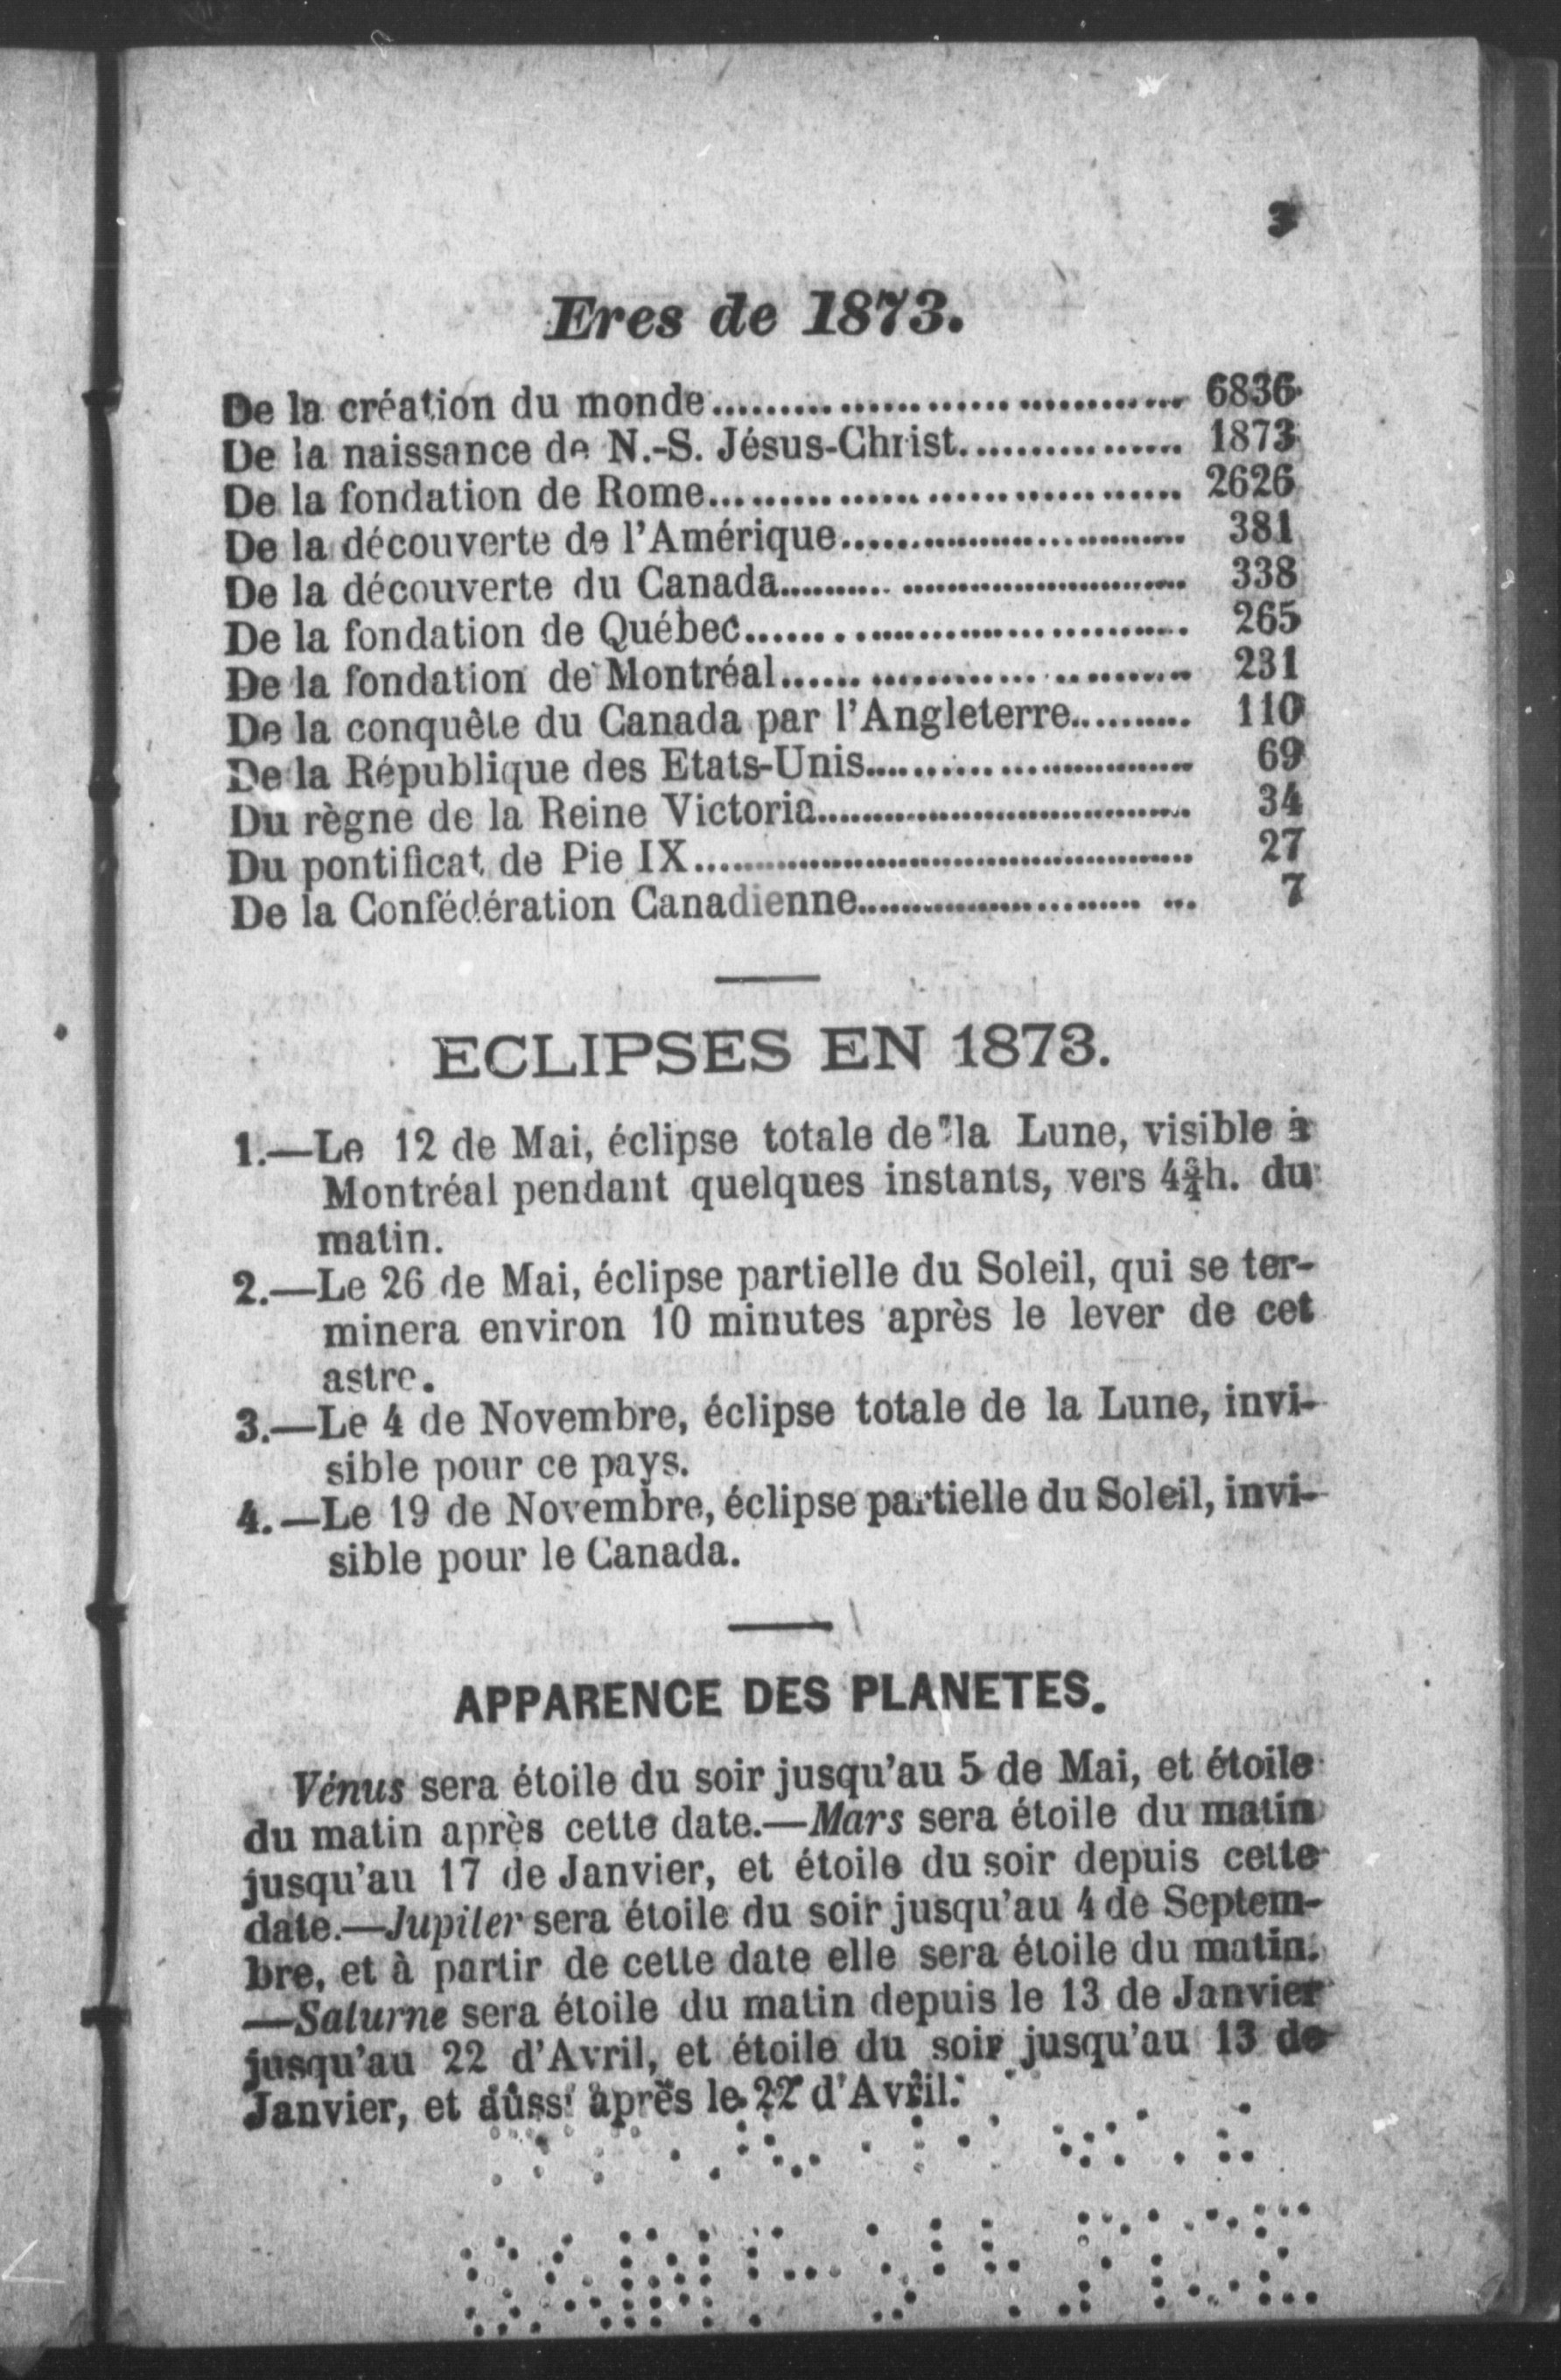 3
Eres de 1873.
De la création du monde........................................ 6836
De la naissance de N.-S. Jésus-Christ.................. 1873
De la fondation de Rome........................................ 2626
De la découverte de l'Amérique.............................. 381
De la découverte du Canada.................................... 338
De la fondation de Québec...................................... 265
De la fondation de Montréal.................................... 231
De la conquête du Canada par l'Angleterre........... 110
De la République des Etats-Unis.............................. 69
Du règne de la Reine Victoria.................................. 34
Du pontificat de Pie IX............................................ 27
De la Confédération Canadienne............................. 7
ECLIPSES EN 1873.
1.—Le 12 de Mai, éclipse totale de la Lune, visible à
Montréal pendant quelques instants, vers 4¾h. du
matin.
2.—Le 26 de Mai, éclipse partielle du Soleil, qui se ter-
minera environ 10 minutes après le lever de cet
astre.
3.—Le 4 de Novembre, éclipse totale de la Lune, invi-
sible pour ce pays.
4.—Le 19 de Novembre, éclipse partielle du Soleil, invi-
sible pour le Canada.
APPARENCE DES PLANETES.
Vénus sera étoile du soir jusqu'au 5 de Mai, et étoile
du matin après cette date.—Mars sera étoile du matin
jusqu'au 17 de Janvier, et étoile du soir depuis cette
date.—Jupiter sera étoile du soir jusqu'au 4 de Septem-
bre, et à partir de cette date elle sera étoile du matin.
—Saturne sera étoile du matin depuis le 13 de Janvier
jusqu'au 22 d'Avril, et étoile du soir jusqu'au 13 de
Janvier, et aussi après le 22 d'Avril.